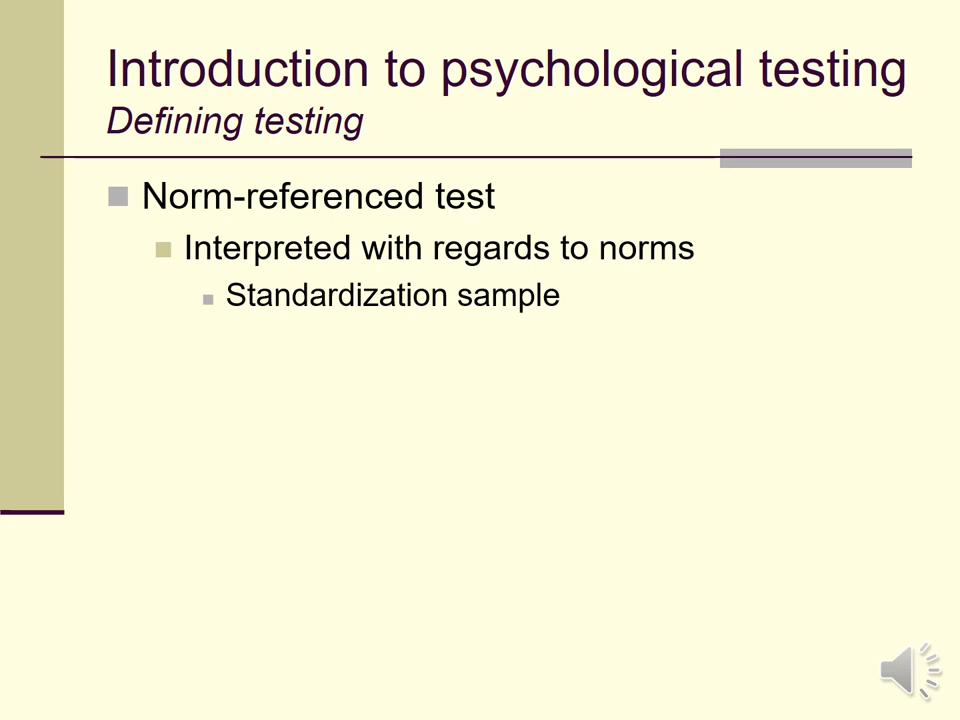 Introduction to psychological testing
Defining testing
Norm-referenced test
Interpreted with regards to norms
Standardization sample